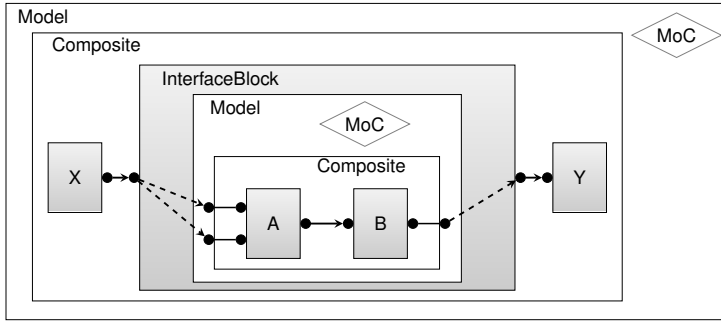 Model
MoC
Composite
InterfaceBlock
Model
MoC
Composite
X
Y
A
B